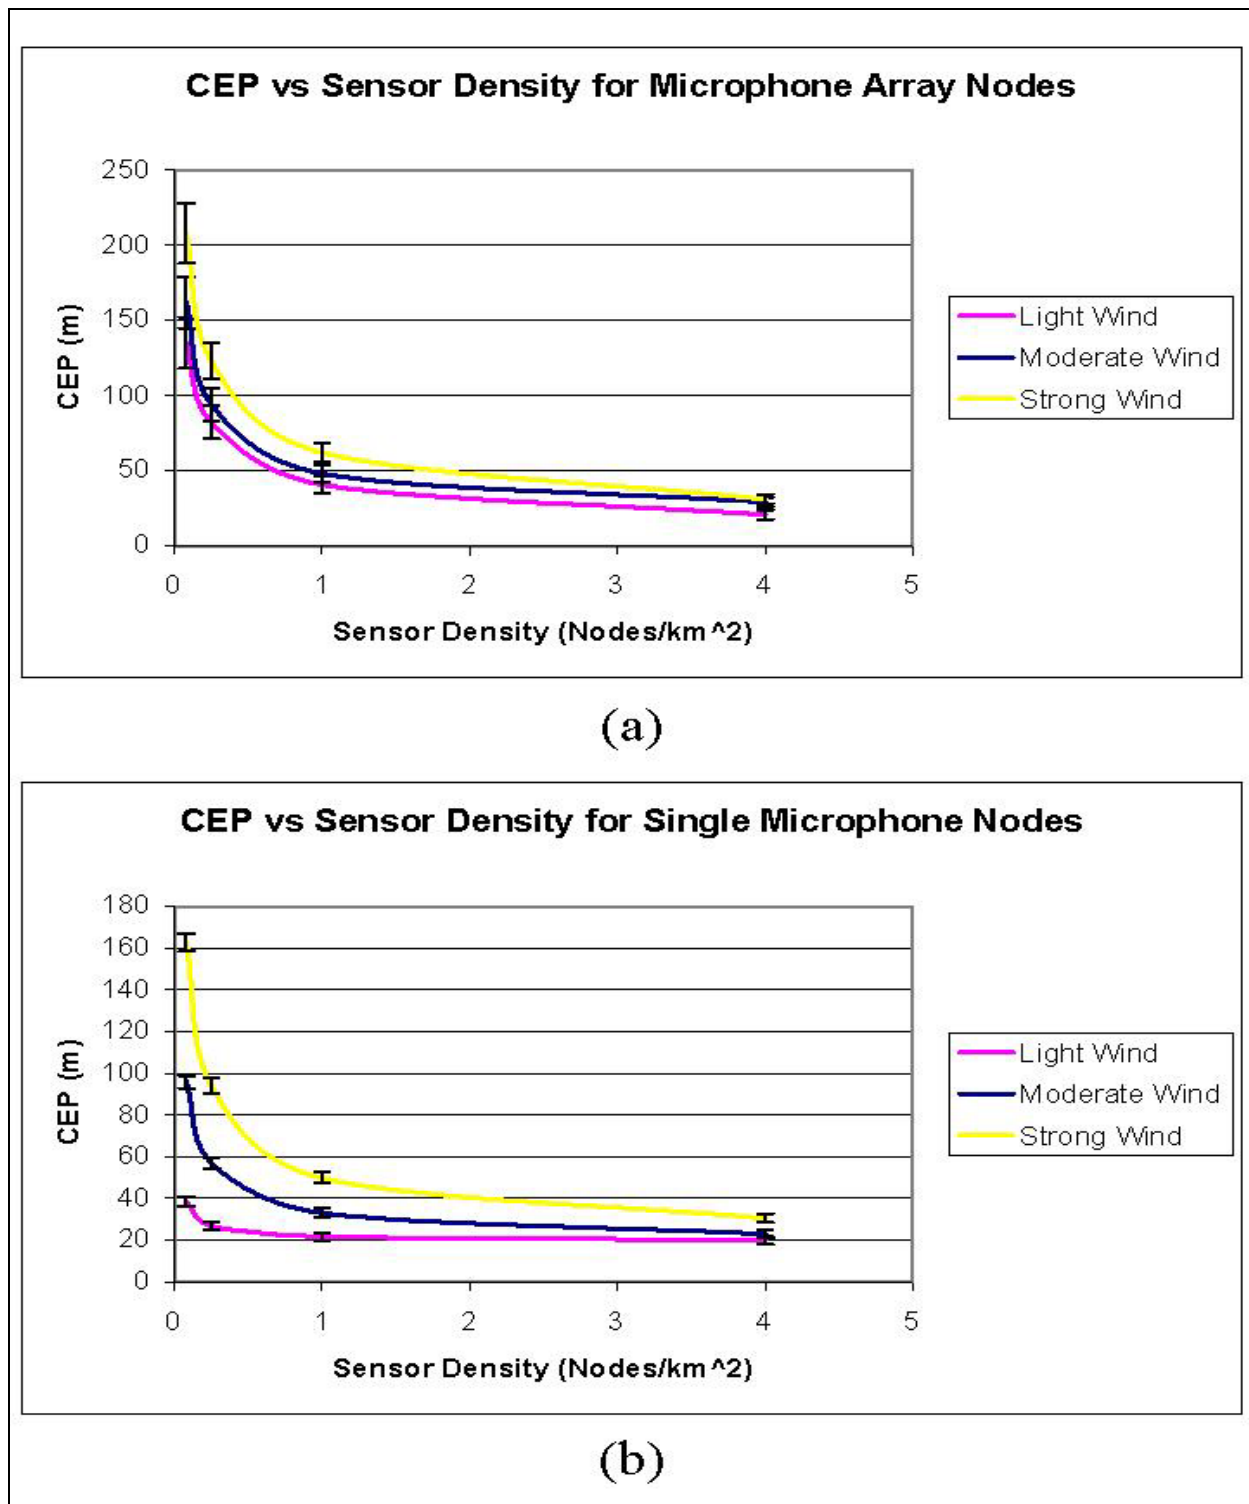 CEP vs Sensor Density for Microphone Array Nodes
250
200
150
100
50
0
CEP (m)
0 1 2 3 4 5
Sensor Density (Nodes/km^2)
Light Wind
Moderate Wind
Strong Wind
(a)
CEP vs Sensor Density for Single Microphone Nodes
180
160
140
120
100
80
60
40
20
0
CEP (m)
0 1 2 3 4 5
Sensor Density (Nodes/km^2)
Light Wind
Moderate Wind
Strong Wind
(b)